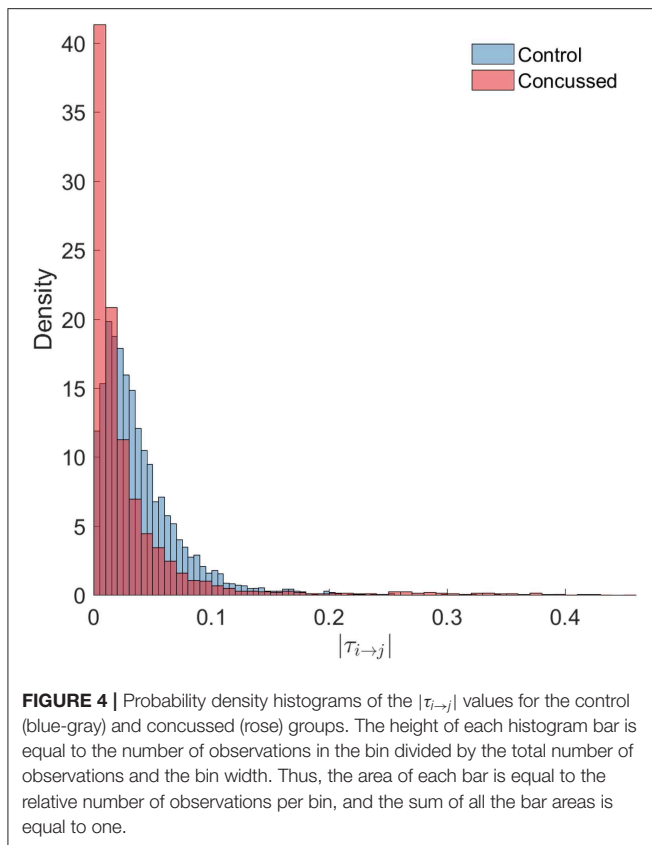 40
35
30
25
20
15
10
5
0
Density
Control
Concussed
0
0.1
0.2
0.3
0.4
|τi→j|
FIGURE 4 | Probability density histograms of the |τi→j| values for the control
(blue-gray) and concussed (rose) groups. The height of each histogram bar is
equal to the number of observations in the bin divided by the total number of
observations and the bin width. Thus, the area of each bar is equal to the
relative number of observations per bin, and the sum of all the bar areas is
equal to one.